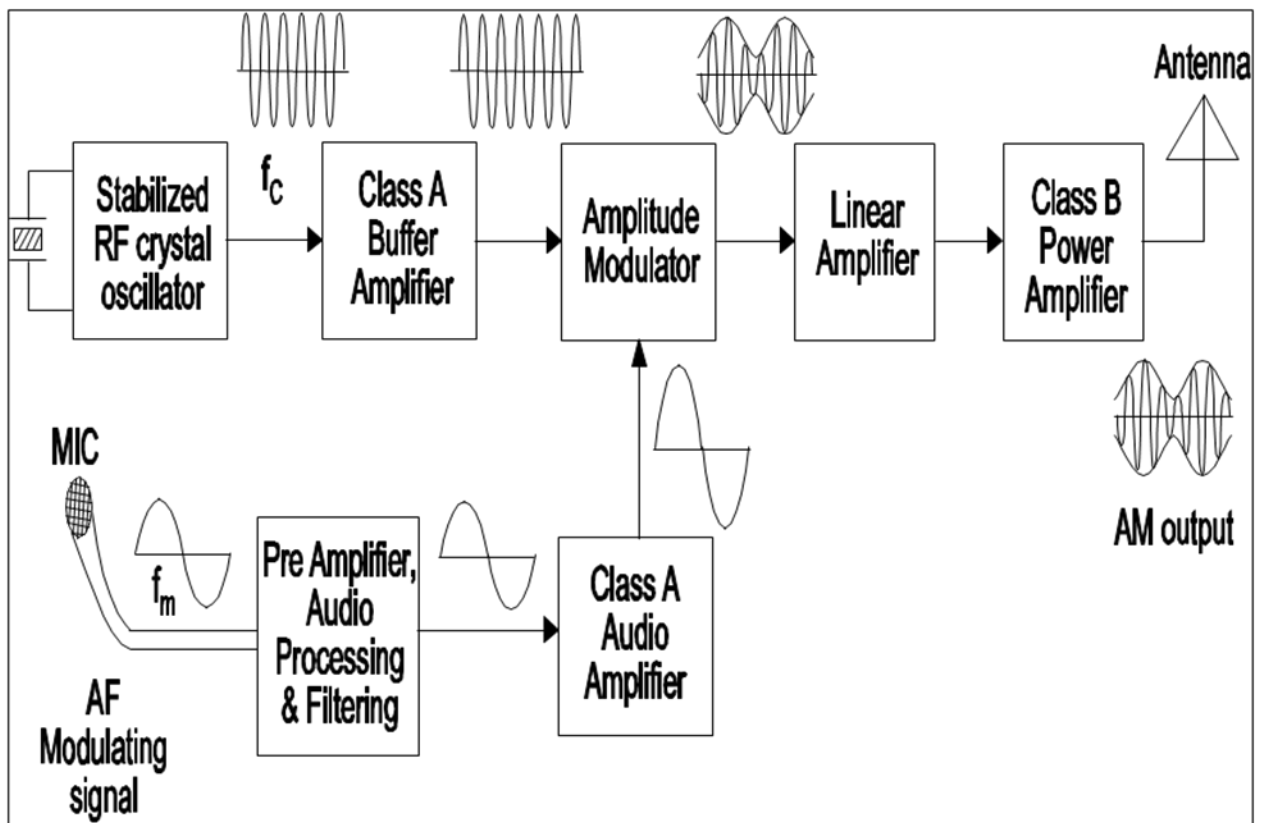 Antenna
Stabilized
RF crystal
oscillator
f_C
Class A
Buffer
Amplifier
Amplitude
Modulator
Linear
Amplifier
Class B
Power
Amplifier
MIC
f_m
Pre Amplifier,
Audio
Processing
& Filtering
Class A
Audio
Amplifier
AM output
AF
Modulating
signal